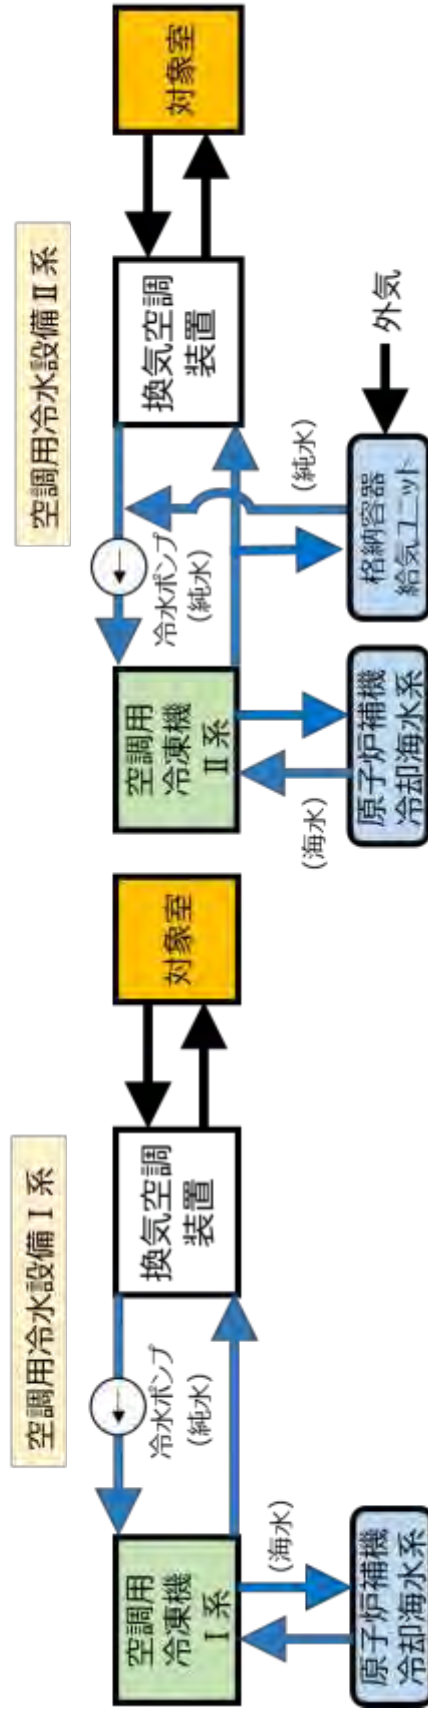 空調用冷水設備Ⅰ系
空調用
冷凍機
Ⅰ系
冷水ポンプ
(純水)
換気空調
装置
対象室
(海水)
原子炉補機
冷却海水系
空調用冷水設備Ⅱ系
空調用
冷凍機
Ⅱ系
冷水ポンプ
(純水)
換気空調
装置
対象室
(海水)
(純水)
原子炉補機
冷却海水系
格納容器
給気ユニット
外気